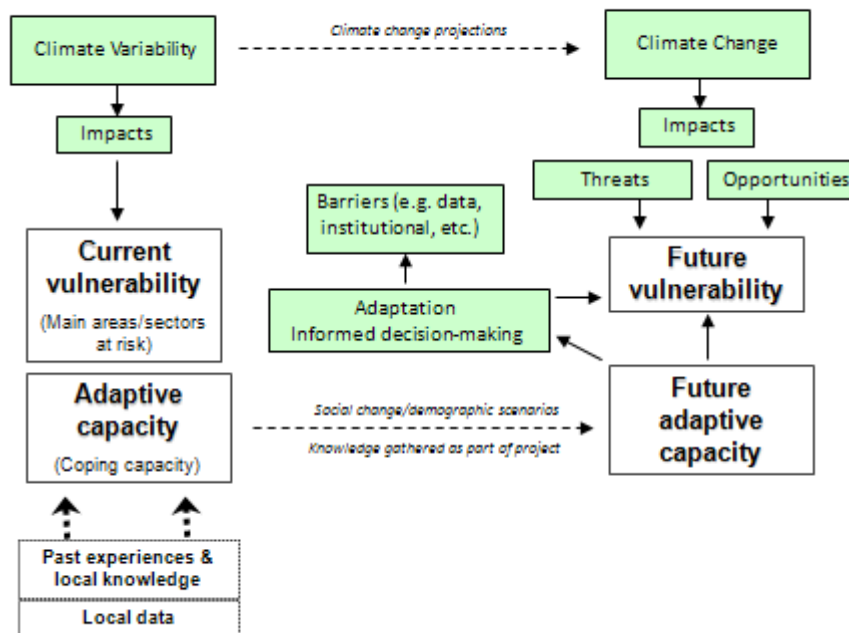 Climate Variability
Climate change projections
Climate Change
Impacts
Impacts
Threats
Opportunities
Barriers (e.g. data,
institutional, etc.)
Current
vulnerability
(Main areas/sectors
at risk)
Future
vulnerability
Adaptation
Informed decision-making
Adaptive
capacity
(Coping capacity)
Social change/demographic scenarios
Knowledge gathered as part of project
Future
adaptive
capacity
Past experiences &
local knowledge
Local data